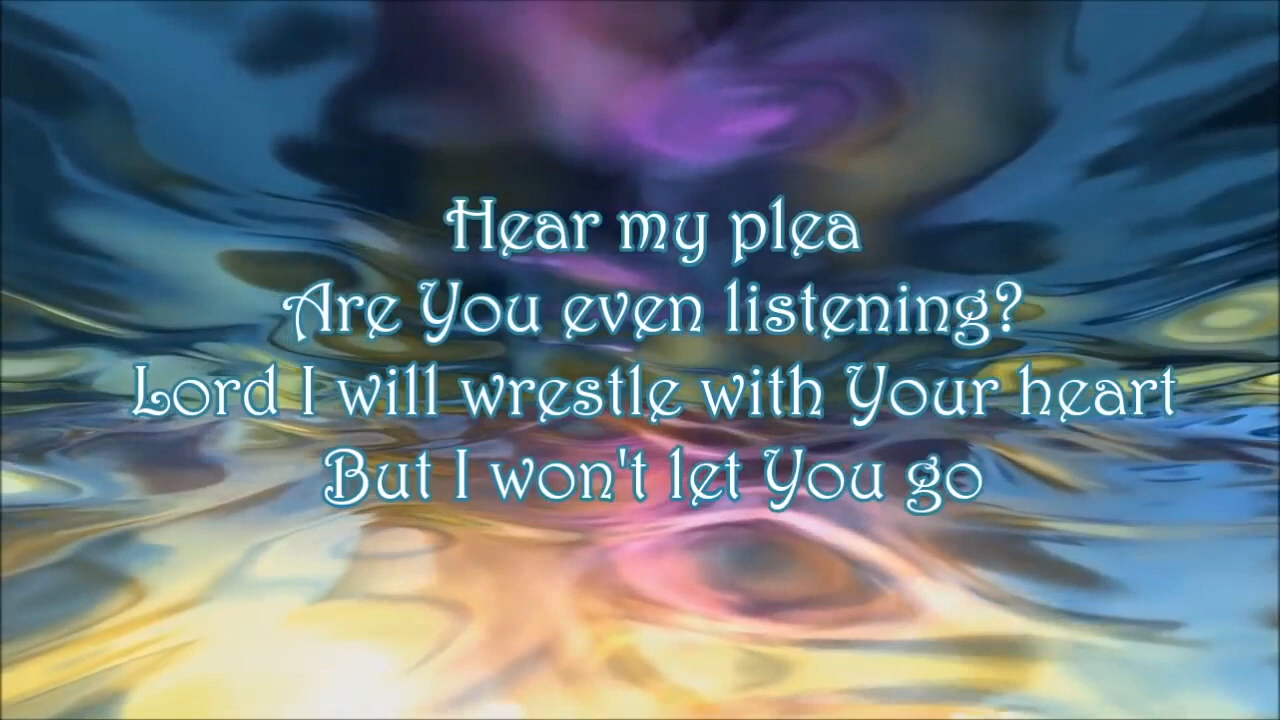 Hear my plea
Are You even listening?
Lord I will wrestle with Your heart
But I won't let You go